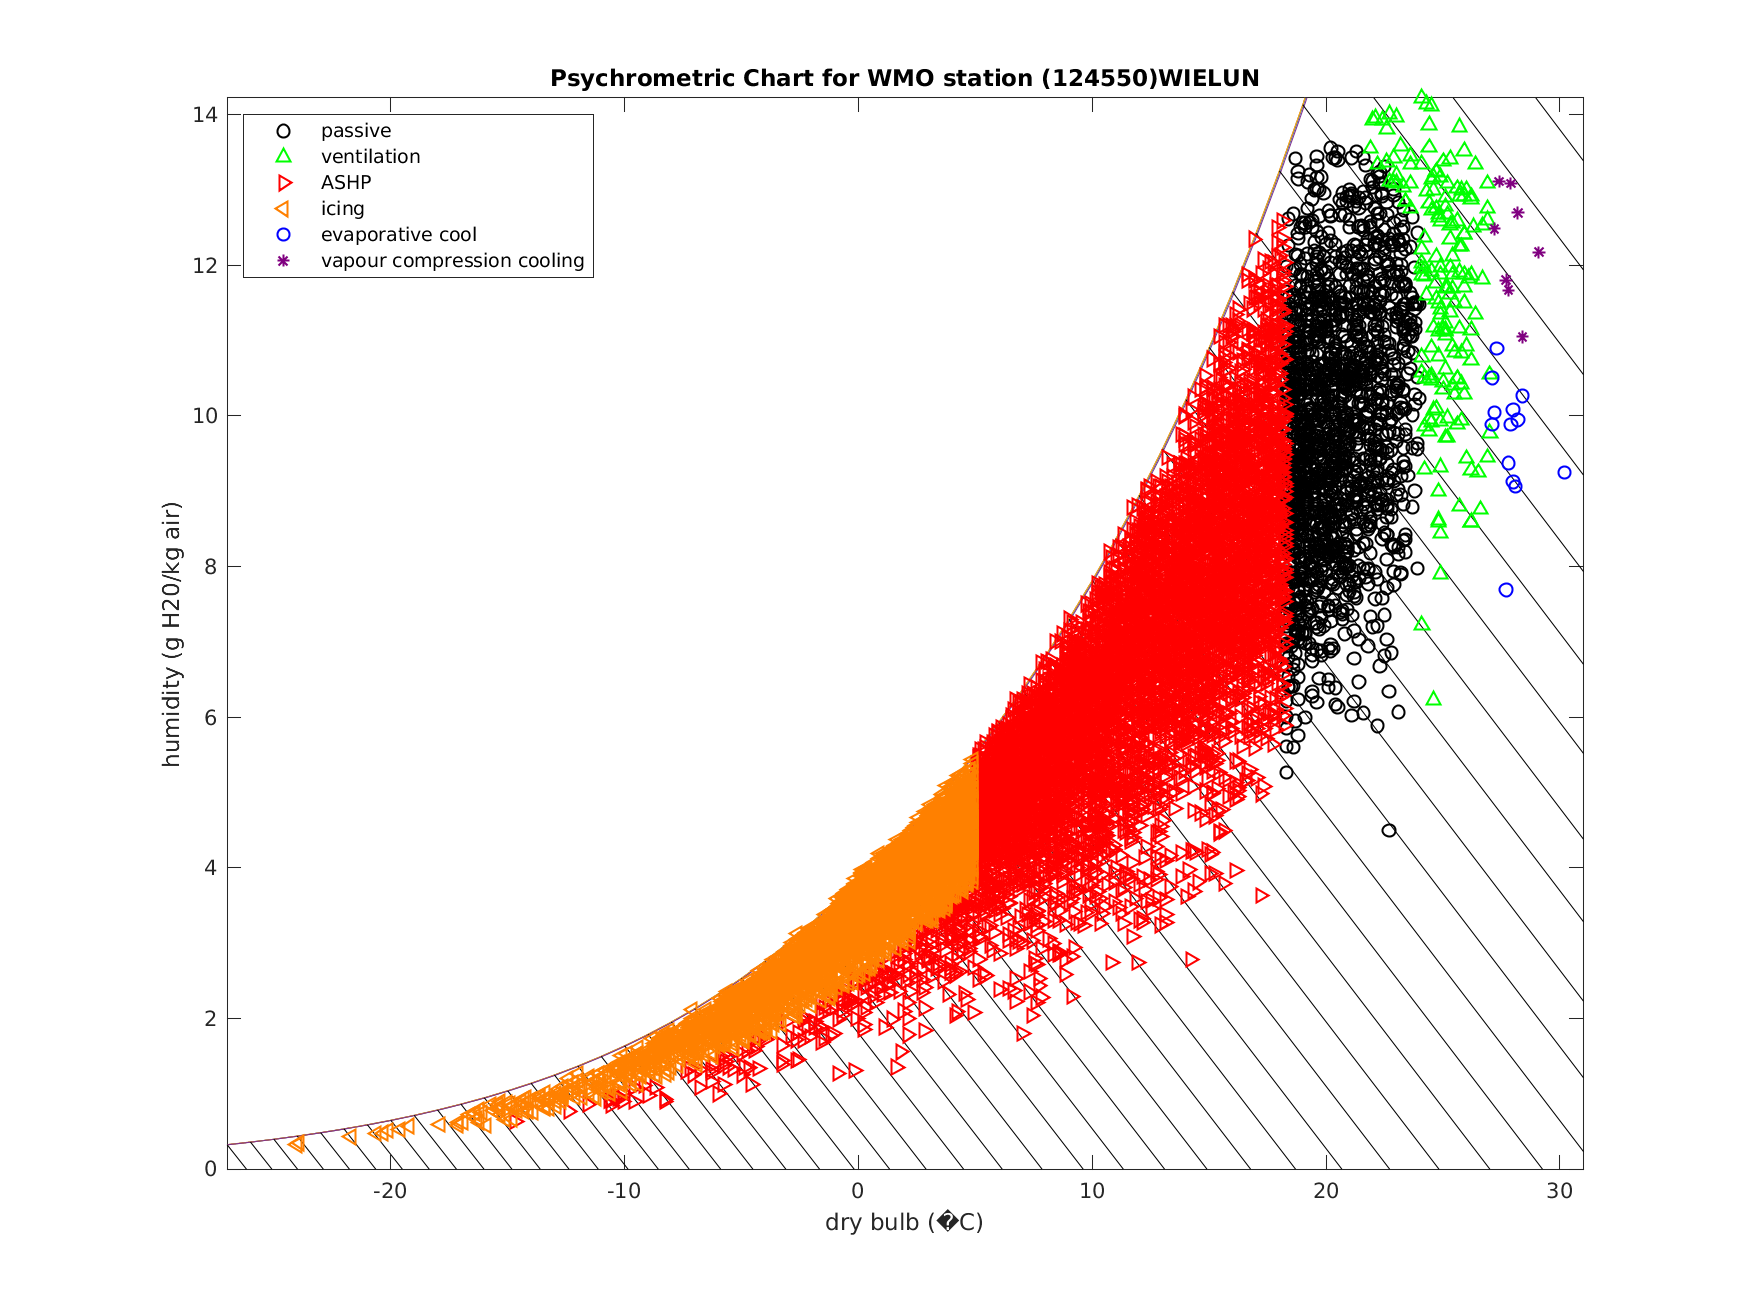 Psychrometric Chart for WMO station (124550)WIELUN
14
12
10
8
6
4
2
0
humidity (g H20/kg air)
passive
ventilation
ASHP
icing
evaporative cool
vapour compression cooling
-20
-10
0
10
20
30
dry bulb (�C)